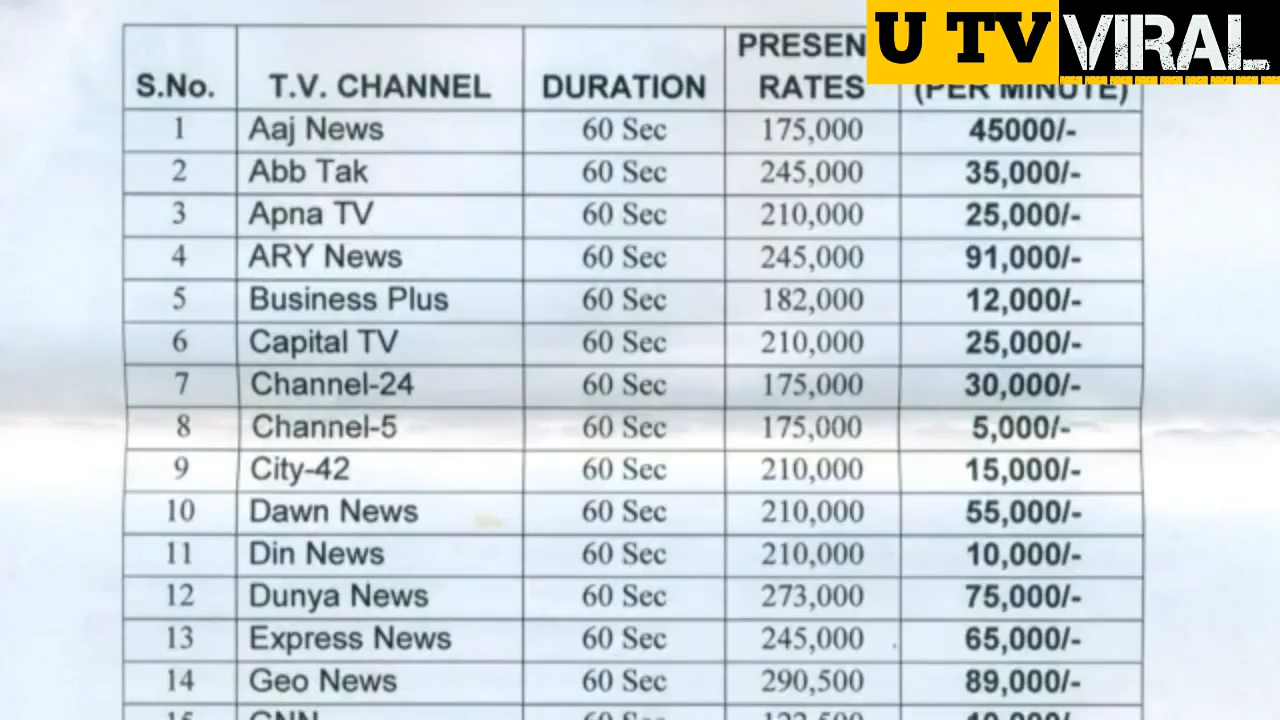 U TV VIRAL
PRESEN
S.No. T.V. CHANNEL DURATION RATES (PER MINUTE)
1 Aaj News 60 Sec 175,000 45000/-
2 Abb Tak 60 Sec 245,000 35,000/-
3 Apna TV 60 Sec 210,000 25,000/-
4 ARY News 60 Sec 245,000 91,000/-
5 Business Plus 60 Sec 182,000 12,000/-
6 Capital TV 60 Sec 210,000 25,000/-
7 Channel-24 60 Sec 175,000 30,000/-
8 Channel-5 60 Sec 175,000 5,000/-
9 City-42 60 Sec 210,000 15,000/-
10 Dawn News 60 Sec 210,000 55,000/-
11 Din News 60 Sec 210,000 10,000/-
12 Dunya News 60 Sec 273,000 75,000/-
13 Express News 60 Sec 245,000 65,000/-
14 Geo News 60 Sec 290,500 89,000/-
15 60 Sec